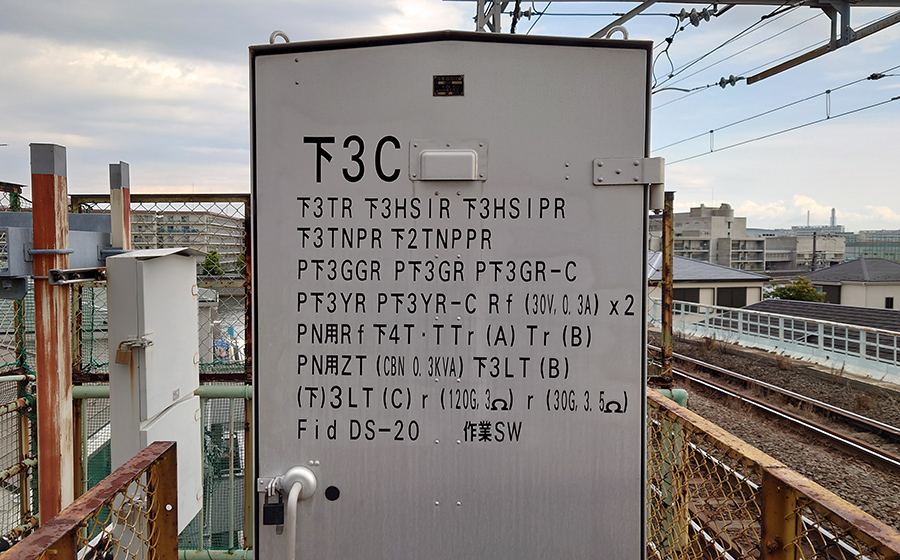 下3C
下3TR 下3HSIR 下3HSIPR
下3TNPR 下2TNPPR
P下3GGR P下3GR P下3GR-C
P下3YR P下3YR-C Rf (30V, 0.3A) x2
PN用Rf 下4T・TTr (A) Tr (B)
PN用ZT (CBN 0.3KVA) 下3LT (B)
(下)3LT (C) r (120G, 3Ω) r (30G, 3.5Ω)
Fid DS-20 作業SW